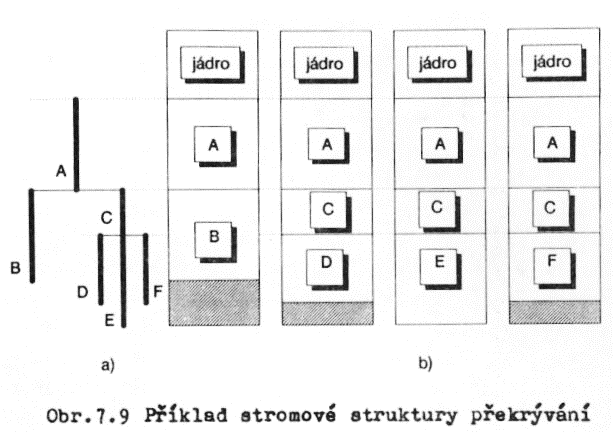 jádro jádro jádro jádro
A A A A A
C C C C
B B
D E F
D F
E
a) b)
Obr.7.9 Příklad stromové struktury překrývání